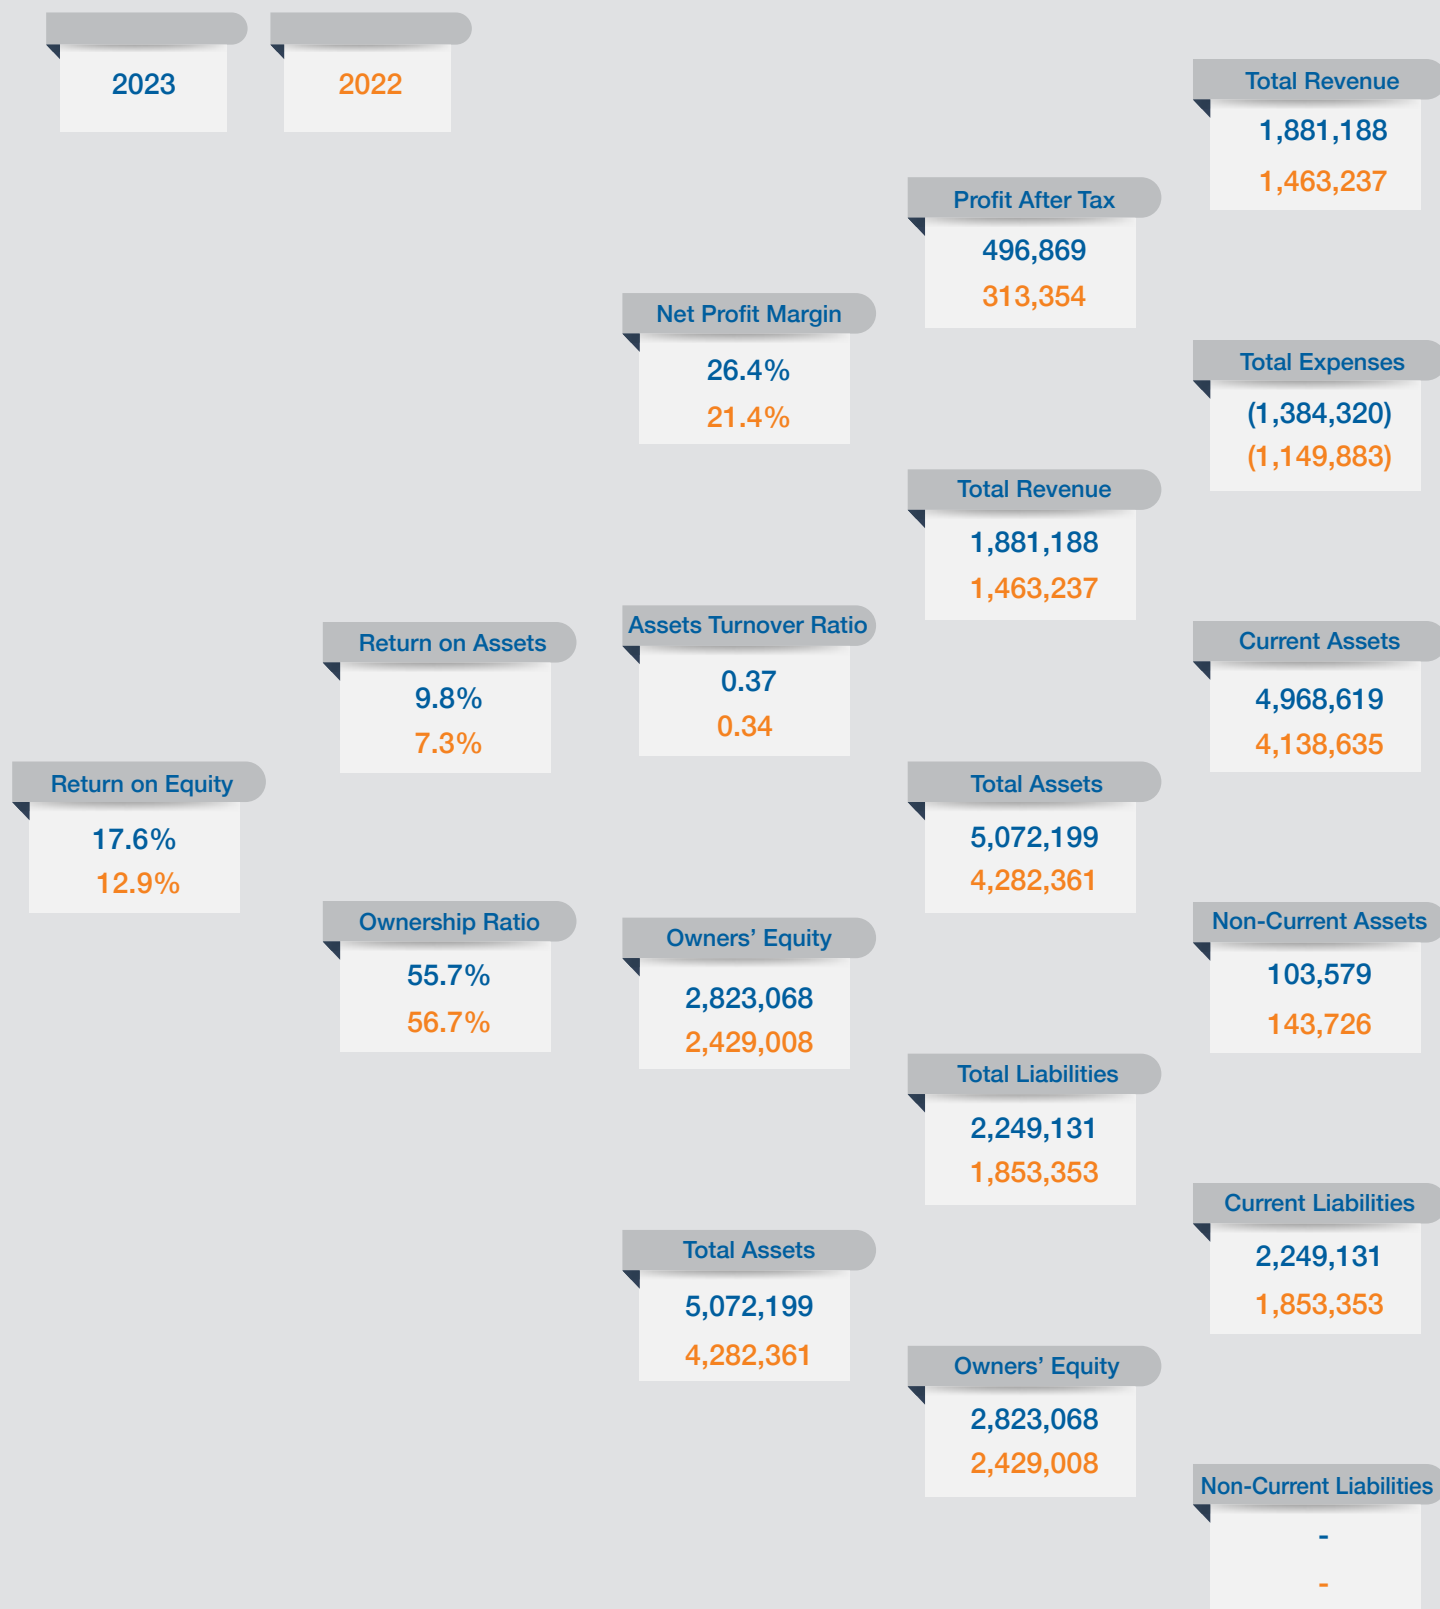 2023
2022
Total Revenue
1,881,188
1,463,237
Profit After Tax
496,869
313,354
Net Profit Margin
26.4%
21.4%
Total Expenses
(1,384,320)
(1,149,883)
Total Revenue
1,881,188
1,463,237
Assets Turnover Ratio
0.37
0.34
Return on Assets
9.8%
7.3%
Current Assets
4,968,619
4,138,635
Return on Equity
17.6%
12.9%
Total Assets
5,072,199
4,282,361
Ownership Ratio
55.7%
56.7%
Owners’ Equity
2,823,068
2,429,008
Non-Current Assets
103,579
143,726
Total Liabilities
2,249,131
1,853,353
Current Liabilities
2,249,131
1,853,353
Total Assets
5,072,199
4,282,361
Owners’ Equity
2,823,068
2,429,008
Non-Current Liabilities
-
-